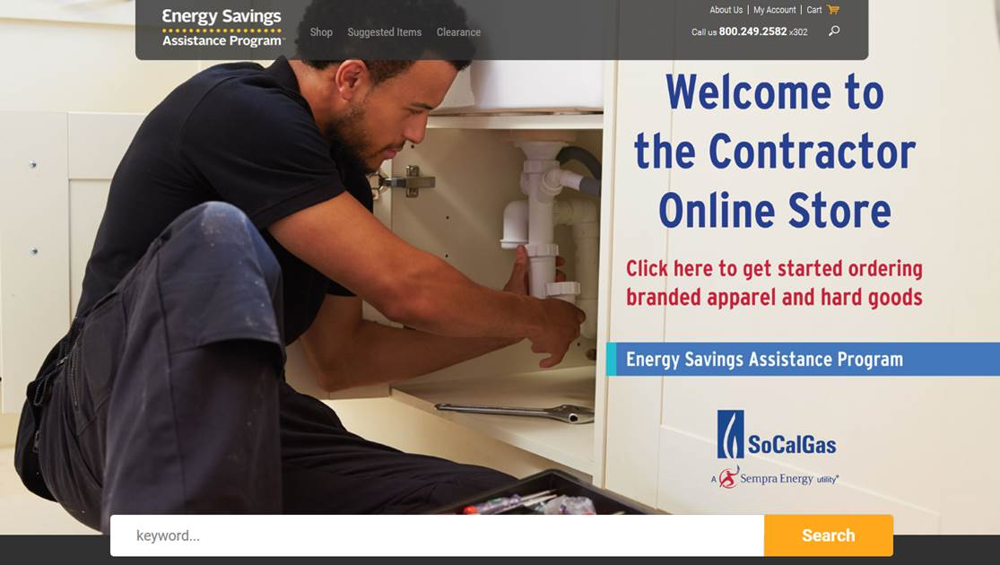 Energy Savings
Assistance Program™
Shop Suggested Items Clearance
About Us | My Account | Cart
Call us 800.249.2582 x302
Welcome to
the Contractor
Online Store
Click here to get started ordering
branded apparel and hard goods
Energy Savings Assistance Program
SoCalGas
A Sempra Energy utility®
keyword... Search